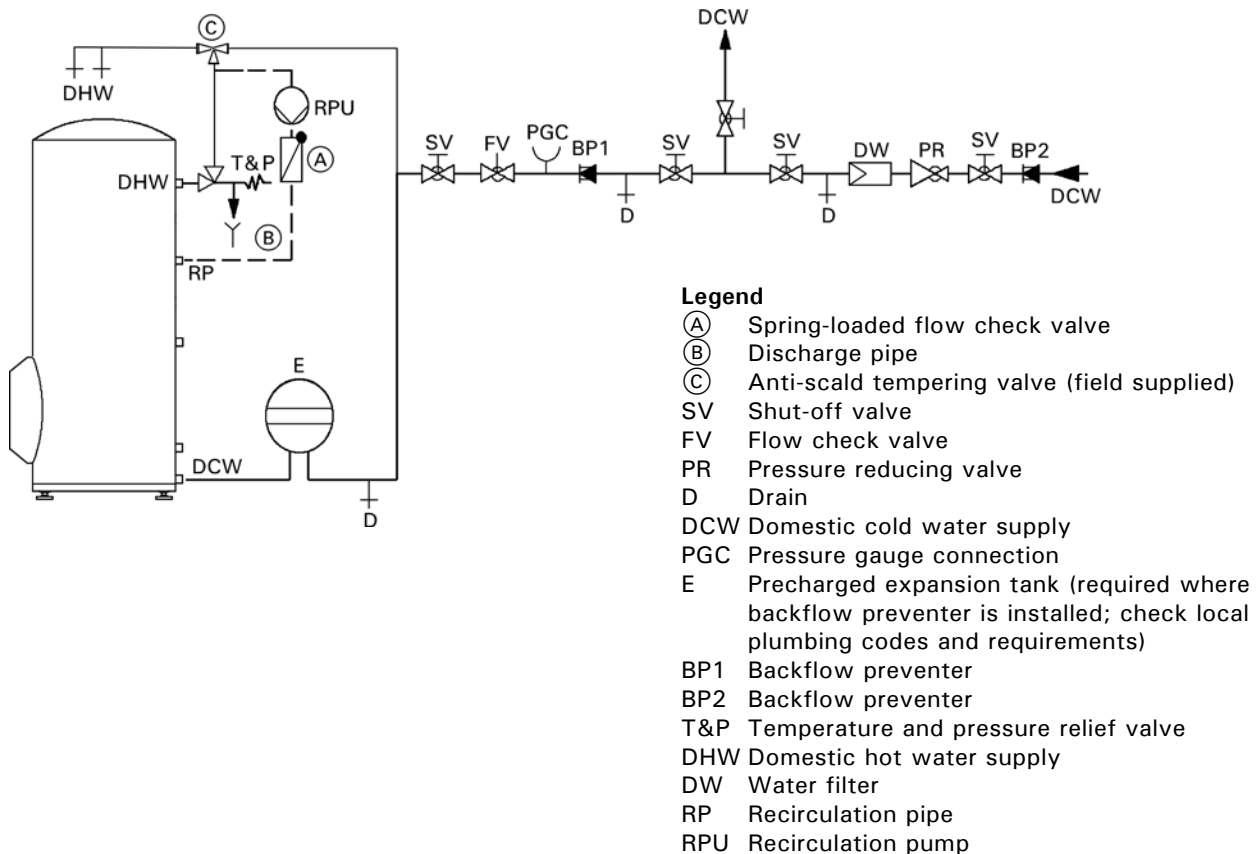 C
DCW
DHW
RPU
A
T&P
DHW
B
RP
SV
FV
PGC
BP1
SV
SV
DW
PR
SV
BP2
DCW
D
D
E
DCW
D
Legend
A Spring-loaded flow check valve
B Discharge pipe
C Anti-scald tempering valve (field supplied)
SV Shut-off valve
FV Flow check valve
PR Pressure reducing valve
D Drain
DCW Domestic cold water supply
PGC Pressure gauge connection
E Precharged expansion tank (required where
backflow preventer is installed; check local
plumbing codes and requirements)
BP1 Backflow preventer
BP2 Backflow preventer
T&P Temperature and pressure relief valve
DHW Domestic hot water supply
DW Water filter
RP Recirculation pipe
RPU Recirculation pump